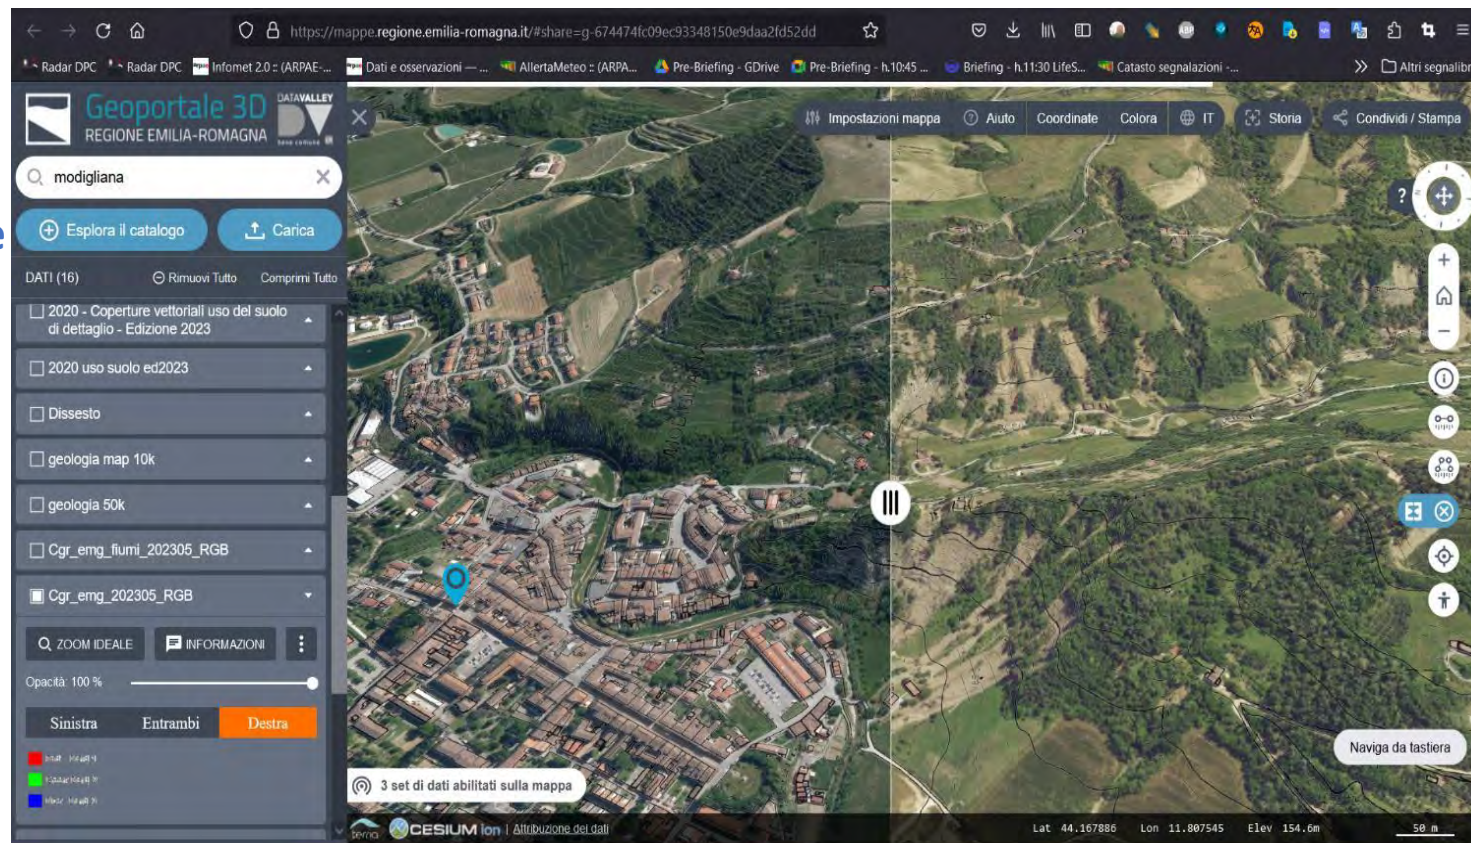 https://mappe.regione.emilia-romagna.it/#share=g-674474fc09ec93348150e9daa2fd52dd
Radar DPC
Radar DPC
Infomet 2.0 :: (ARPAE-...
Dati e osservazioni — ...
AllertaMeteo :: (ARPA...
Pre-Briefing - GDrive
Pre-Briefing - h.10:45 ...
Briefing - h.11:30 LifeS...
Catasto segnalazioni -...
Altri segnalibr
Geoportale 3D
REGIONE EMILIA-ROMAGNA
DATAVALLEY
bene comune
Impostazioni mappa
Aiuto
Coordinate
Colora
IT
Storia
Condividi / Stampa
modigliana
e
Esplora il catalogo
Carica
DATI (16)
Rimuovi Tutto
Comprimi Tutto
2020 - Coperture vettoriali uso del suolo
di dettaglio - Edizione 2023
2020 uso suolo ed2023
Dissesto
geologia map 10k
geologia 50k
Cgr_emg_fiumi_202305_RGB
Cgr_emg_202305_RGB
ZOOM IDEALE
INFORMAZIONI
Opacità: 100 %
Sinistra
Entrambi
Destra
?
Naviga da tastiera
3 set di dati abilitati sulla mappa
terria
CESIUM ion
Attribuzione dei dati
Lat 44.167886 Lon 11.807545 Elev 154.6m
50 m